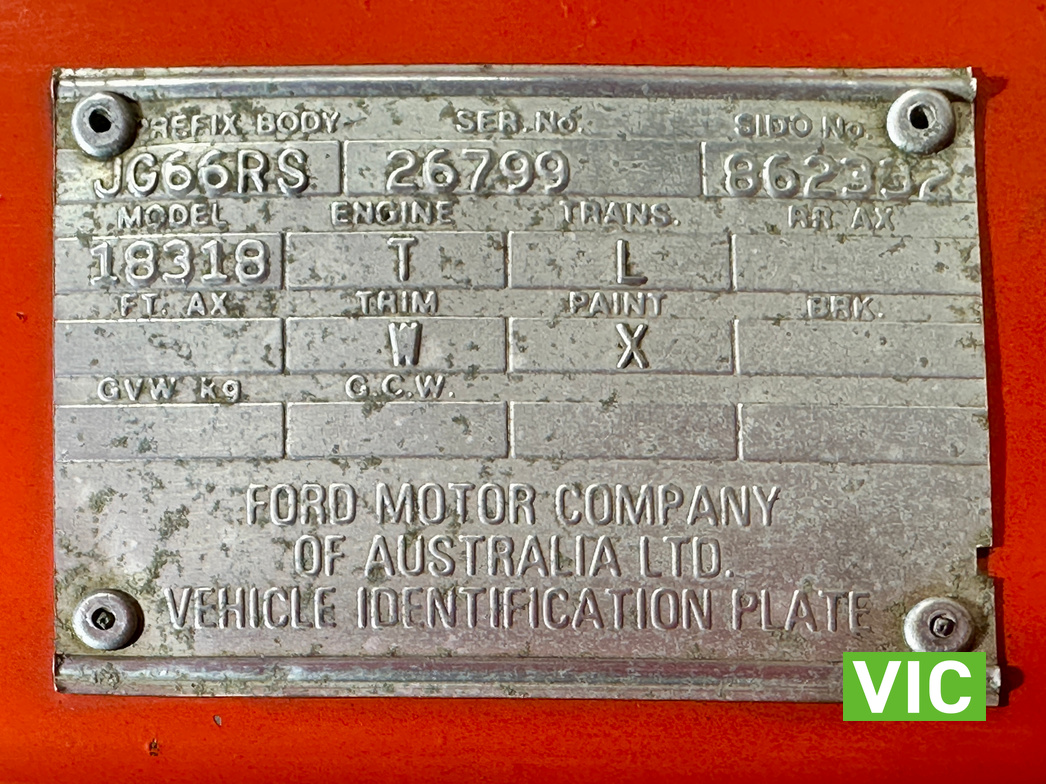 PREFIX BODY SER. No. SIDO No.
JG66RS 26799 862332
MODEL ENGINE TRANS. RR AX
18318 T L
FT. AX TRIM PAINT BRK.
W X
GVW kg G.C.W.
FORD MOTOR COMPANY
OF AUSTRALIA LTD.
VEHICLE IDENTIFICATION PLATE
VIC